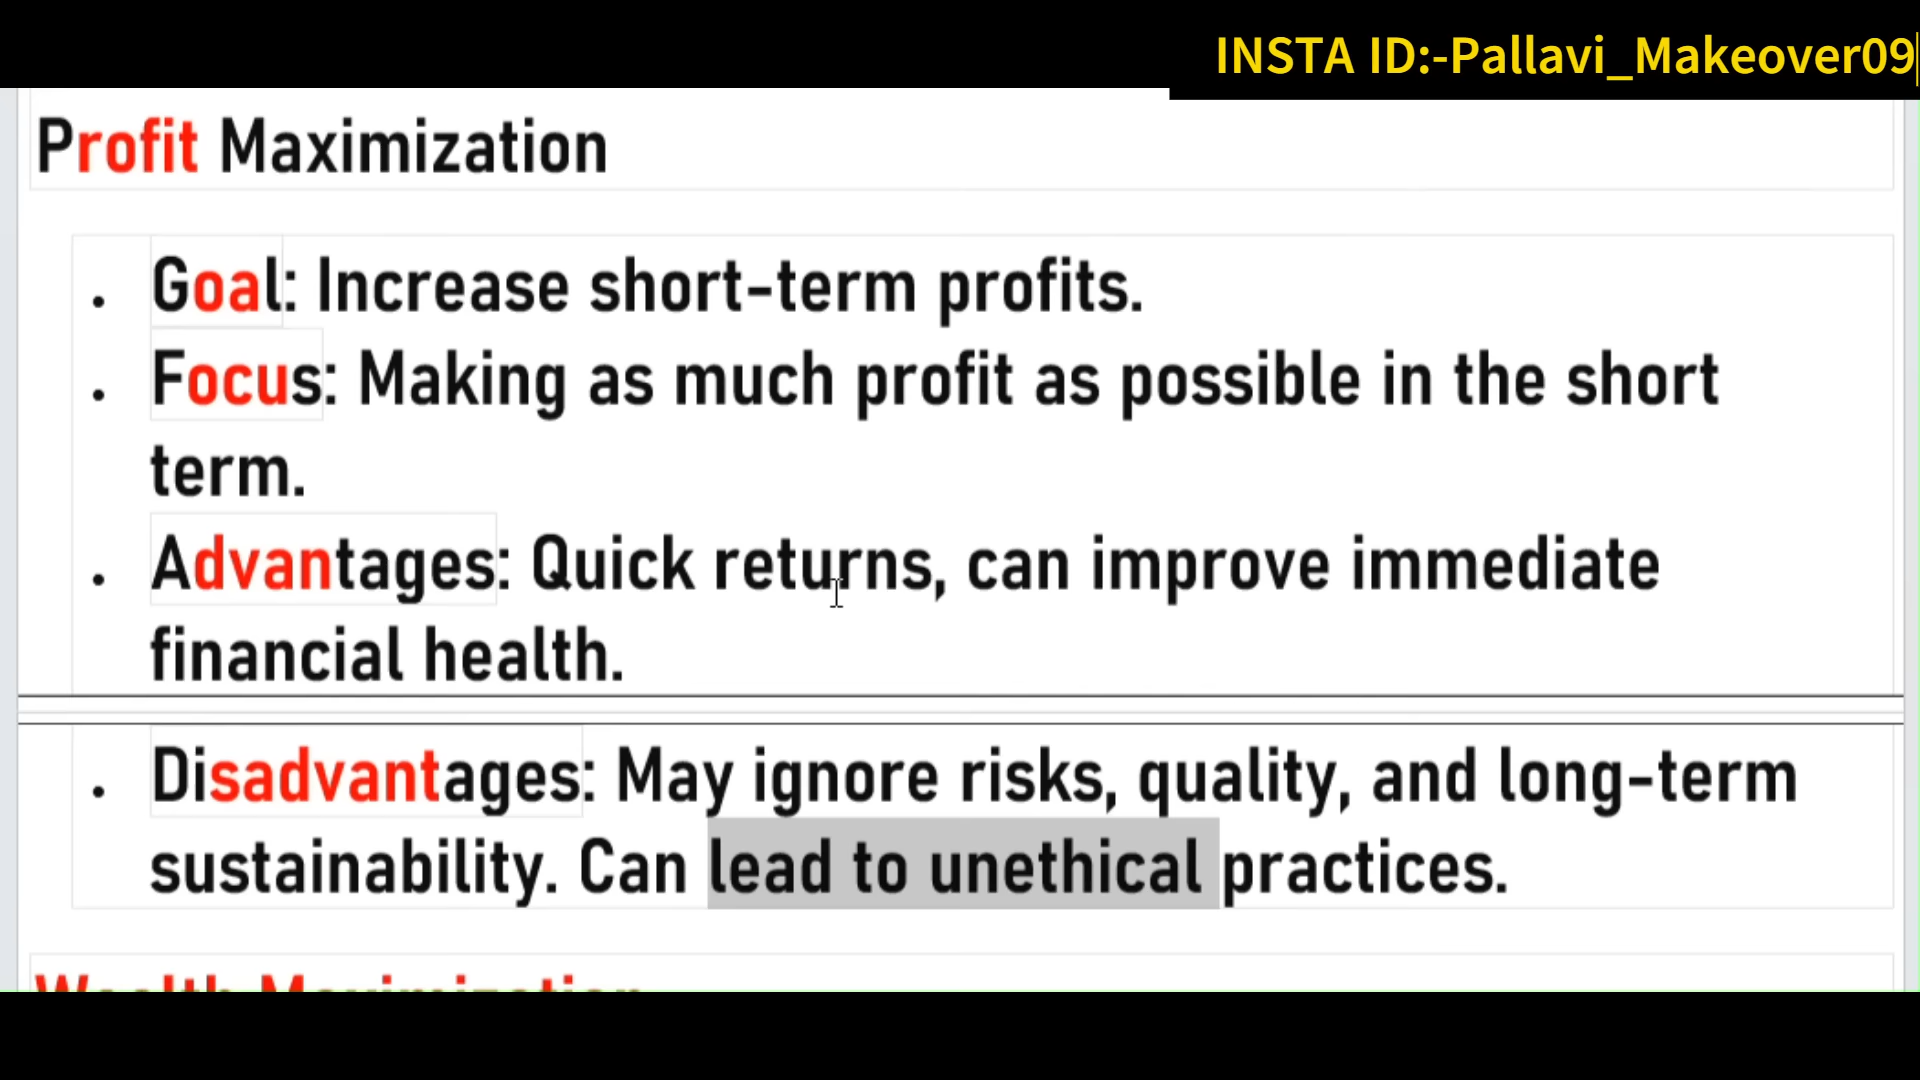 INSTA ID:-Pallavi_Makeover09
Profit Maximization
. Goal: Increase short-term profits.
. Focus: Making as much profit as possible in the short
term.
. Advantages: Quick returns, can improve immediate
financial health.
. Disadvantages: May ignore risks, quality, and long-term
sustainability. Can lead to unethical practices.
Wealth Maximization